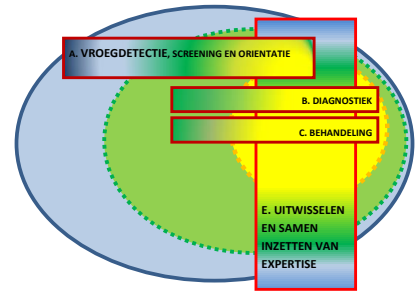 A. VROEGDETECTIE, SCREENING EN ORIENTATIE
B. DIAGNOSTIEK
C. BEHANDELING
E. UITWISSELEN
EN SAMEN
INZETTEN VAN
EXPERTISE